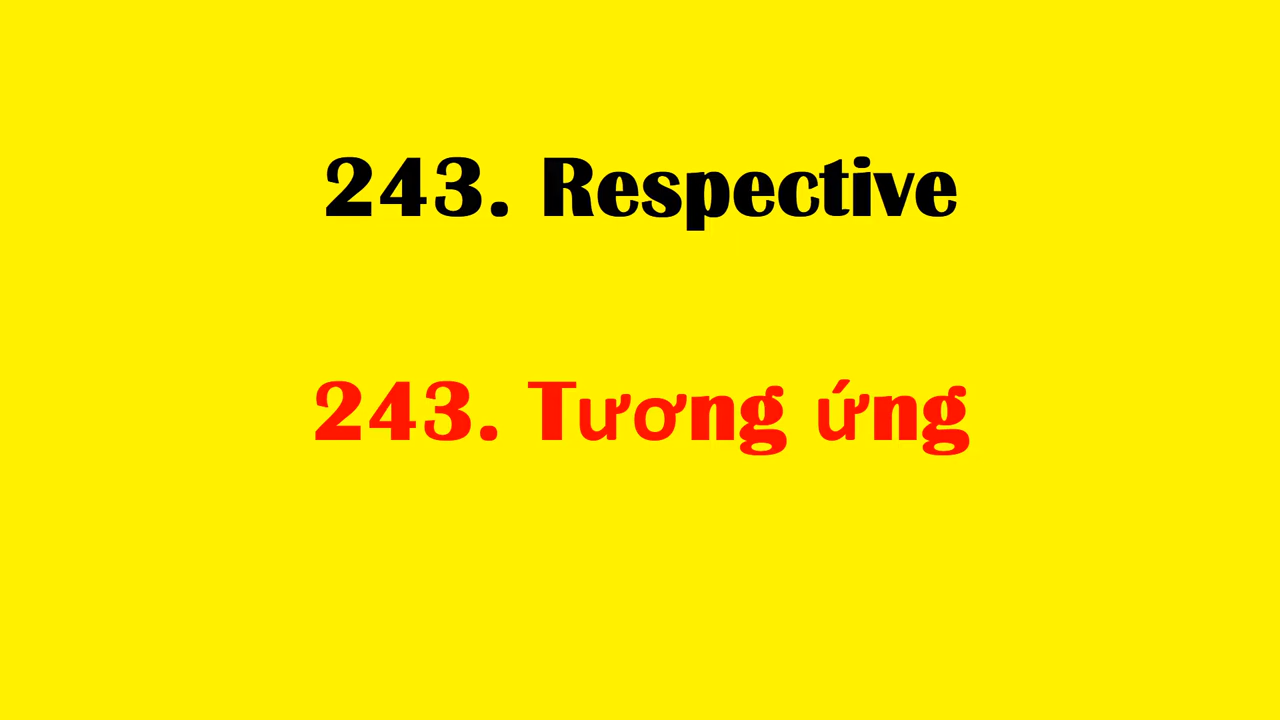 243. Respective
243. Tương ứng